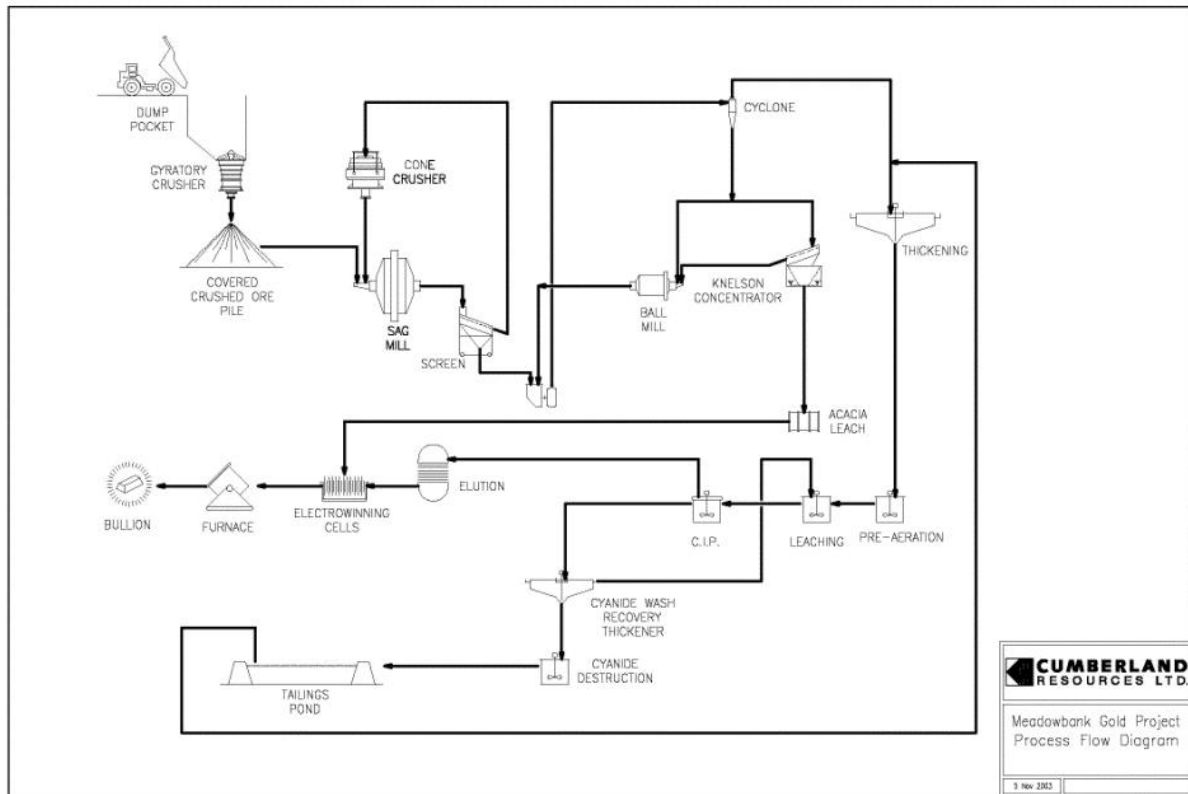 DUMP
POCKET
GYRATORY
CRUSHER
COVERED
CRUSHED ORE
PILE
CONE
CRUSHER
SAG
MILL
SCREEN
CYCLONE
BALL
MILL
KNELSON
CONCENTRATOR
THICKENING
ACACIA
LEACH
BULLION
FURNACE
ELECTROWINNING
CELLS
ELUTION
C.I.P.
LEACHING
PRE-AERATION
CYANIDE WASH
RECOVERY
THICKENER
CYANIDE
DESTRUCTION
TAILINGS
POND
CUMBERLAND
RESOURCES LTD.
Meadowbank Gold Project
Process Flow Diagram
5 Nov 2003